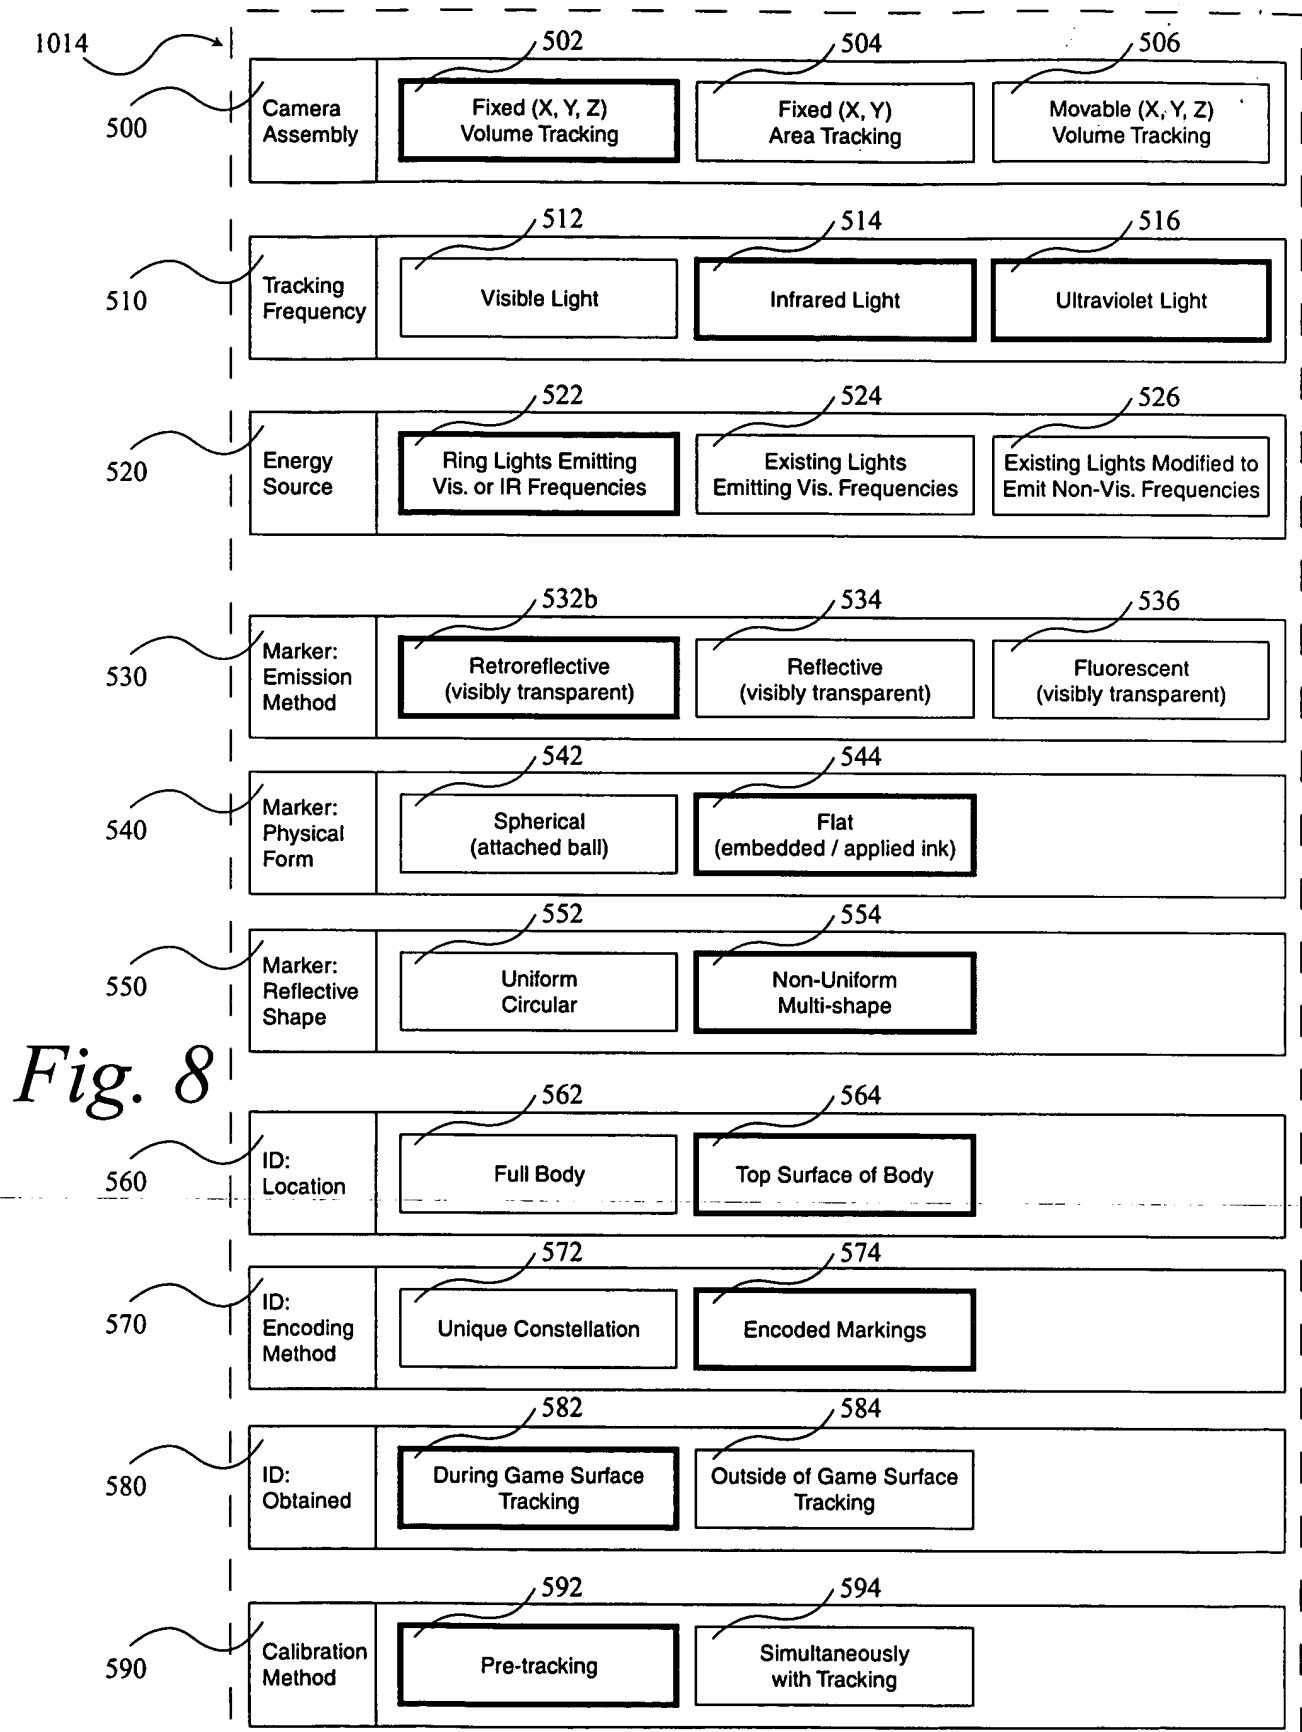 1014
502
504
506
500
Camera
Assembly
Fixed (X, Y, Z)
Volume Tracking
Fixed (X, Y)
Area Tracking
Movable (X, Y, Z)
Volume Tracking
512
514
516
510
Tracking
Frequency
Visible Light
Infrared Light
Ultraviolet Light
522
524
526
520
Energy
Source
Ring Lights Emitting
Vis. or IR Frequencies
Existing Lights
Emitting Vis. Frequencies
Existing Lights Modified to
Emit Non-Vis. Frequencies
532b
534
536
530
Marker:
Emission
Method
Retroreflective
(visibly transparent)
Reflective
(visibly transparent)
Fluorescent
(visibly transparent)
542
544
540
Marker:
Physical
Form
Spherical
(attached ball)
Flat
(embedded / applied ink)
552
554
550
Marker:
Reflective
Shape
Uniform
Circular
Non-Uniform
Multi-shape
Fig. 8
562
564
560
ID:
Location
Full Body
Top Surface of Body
572
574
570
ID:
Encoding
Method
Unique Constellation
Encoded Markings
582
584
580
ID:
Obtained
During Game Surface
Tracking
Outside of Game Surface
Tracking
592
594
590
Calibration
Method
Pre-tracking
Simultaneously
with Tracking